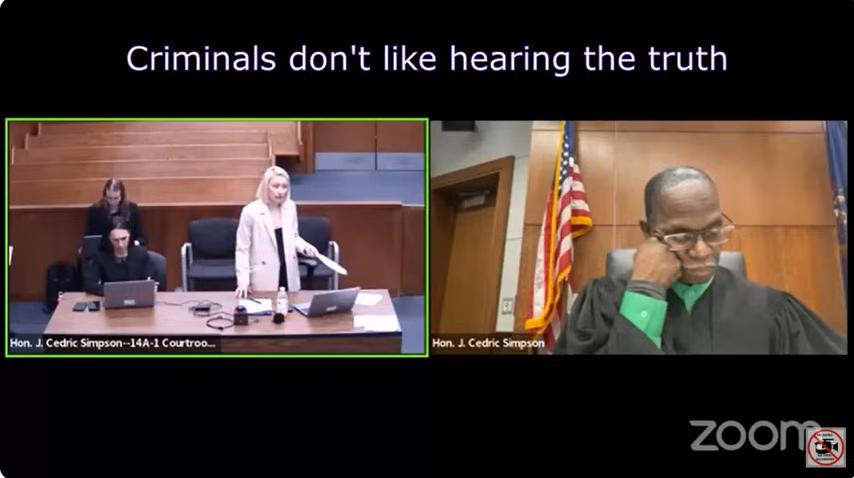 Criminals don't like hearing the truth
Hon. J. Cedric Simpson--14A-1 Courtroo...
Hon. J. Cedric Simpson
zoom